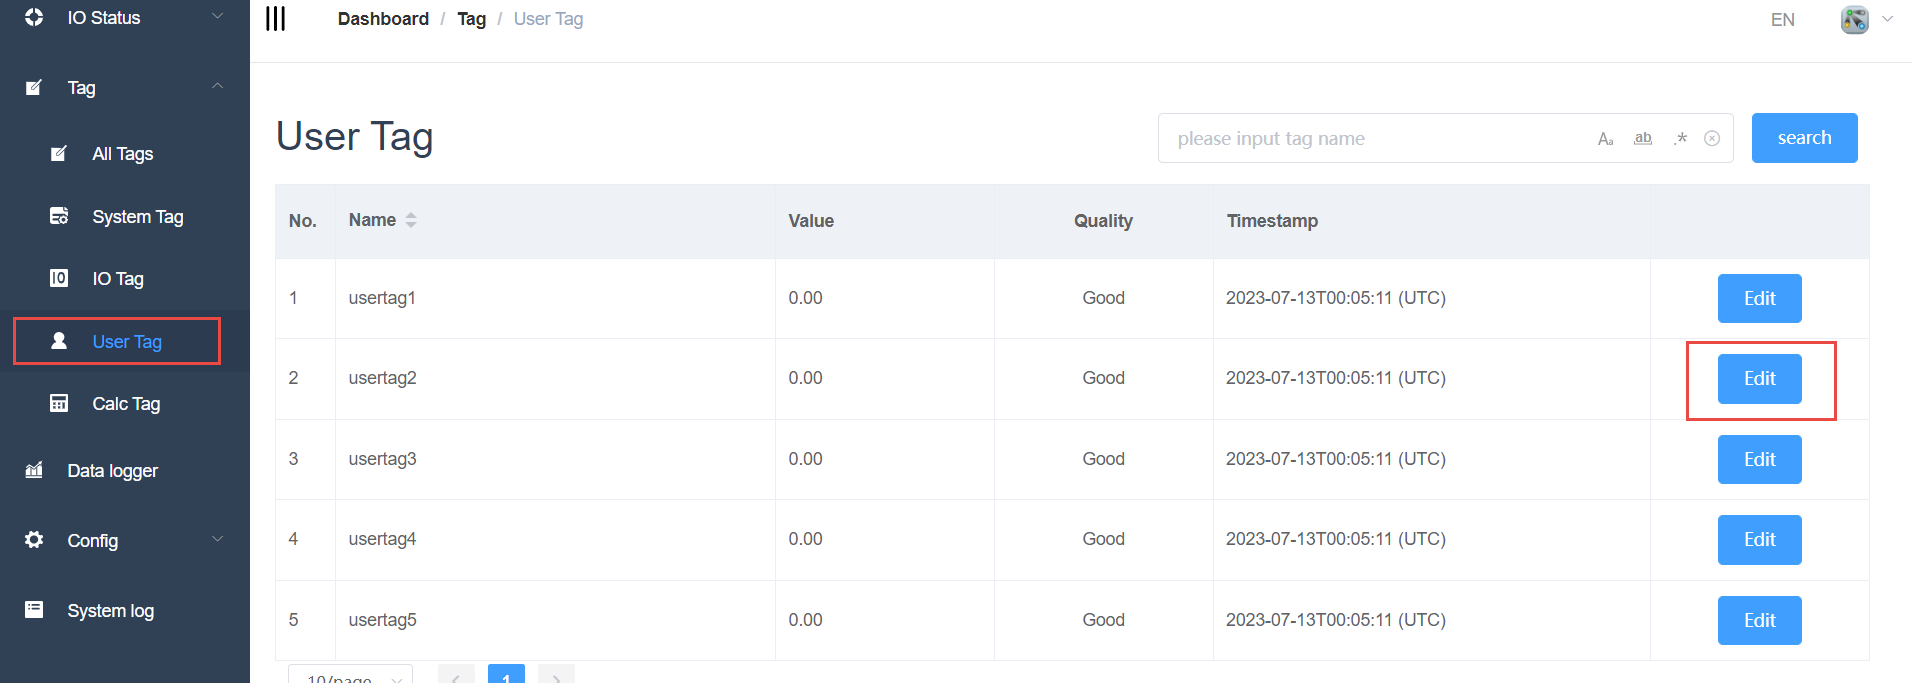 IO Status
Dashboard / Tag / User Tag
EN
Tag
All Tags
System Tag
IO Tag
User Tag
Calc Tag
Data logger
Config
System log
User Tag
please input tag name
Aa
ab
.*
search
No. Name Value Quality Timestamp
1 usertag1 0.00 Good 2023-07-13T00:05:11 (UTC) Edit
2 usertag2 0.00 Good 2023-07-13T00:05:11 (UTC) Edit
3 usertag3 0.00 Good 2023-07-13T00:05:11 (UTC) Edit
4 usertag4 0.00 Good 2023-07-13T00:05:11 (UTC) Edit
5 usertag5 0.00 Good 2023-07-13T00:05:11 (UTC) Edit
10/page 1